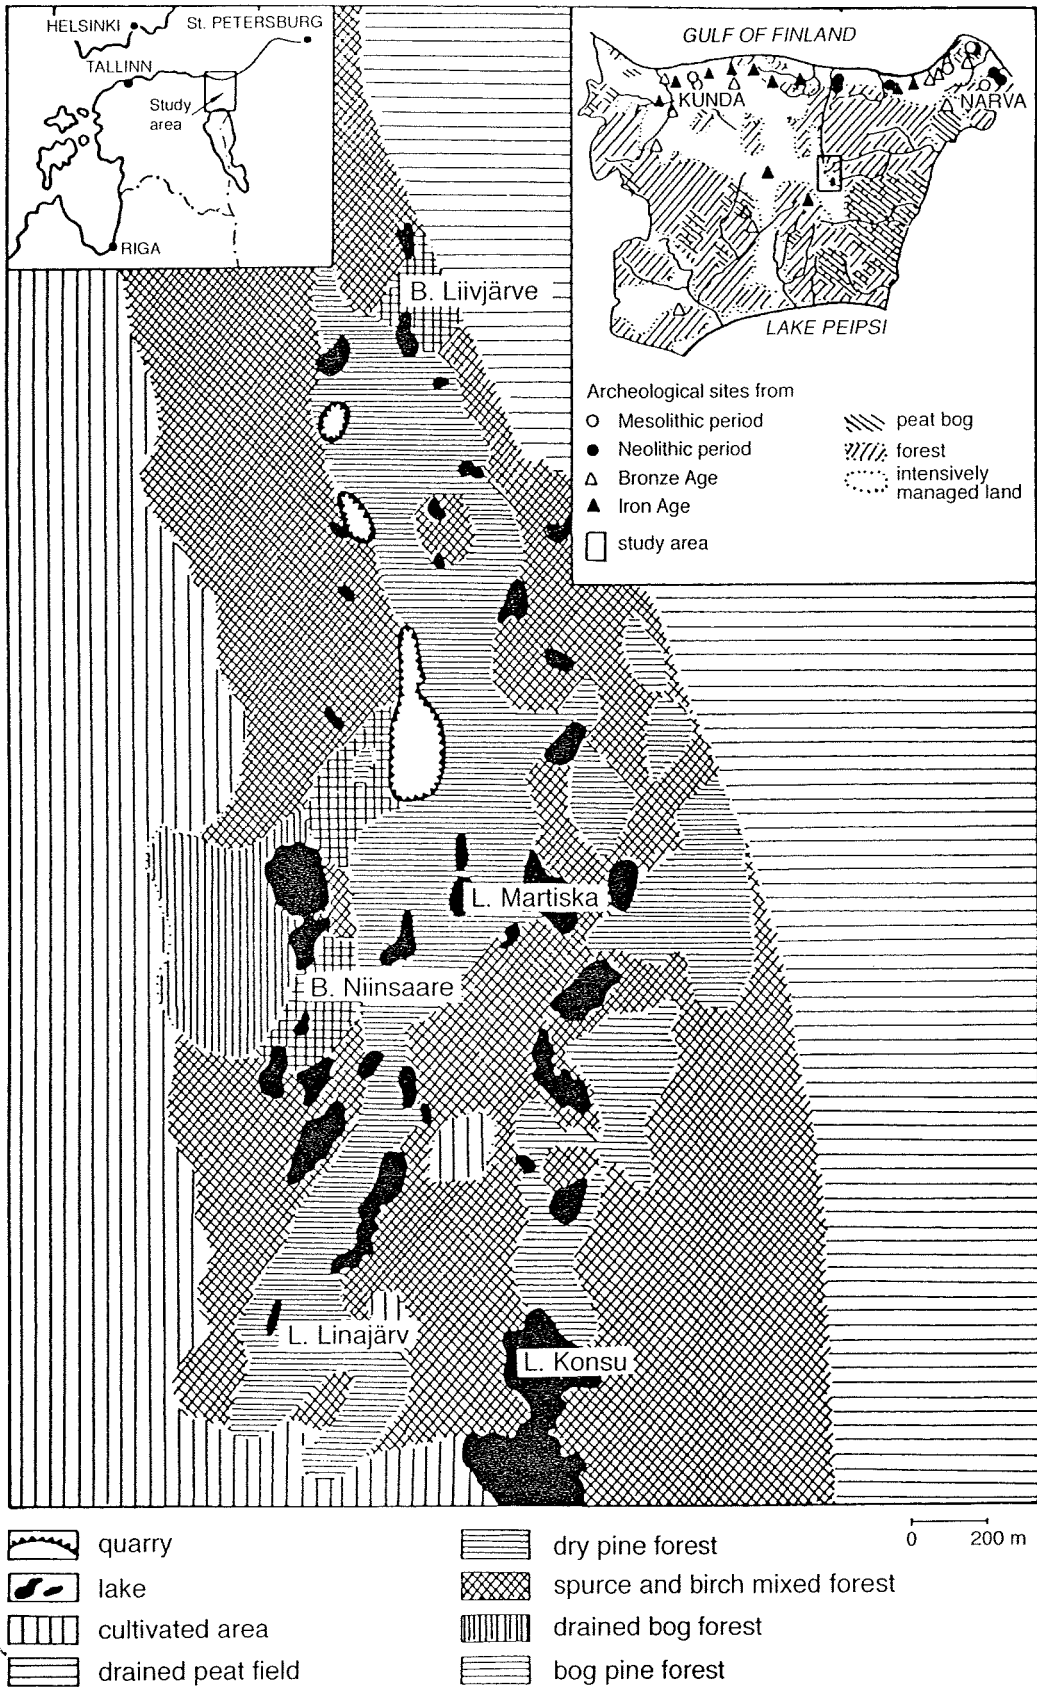 HELSINKI
St. PETERSBURG
TALLINN
Study
area
RIGA
GULF OF FINLAND
KUNDA
NARVA
LAKE PEIPSI
Archeological sites from
Mesolithic period
Neolithic period
Bronze Age
Iron Age
study area
peat bog
forest
intensively
managed land
B. Liivjärve
L. Martiska
B. Niinsaare
L. Linajärv
L. Konsu
0 200 m
quarry
lake
cultivated area
drained peat field
dry pine forest
spurce and birch mixed forest
drained bog forest
bog pine forest